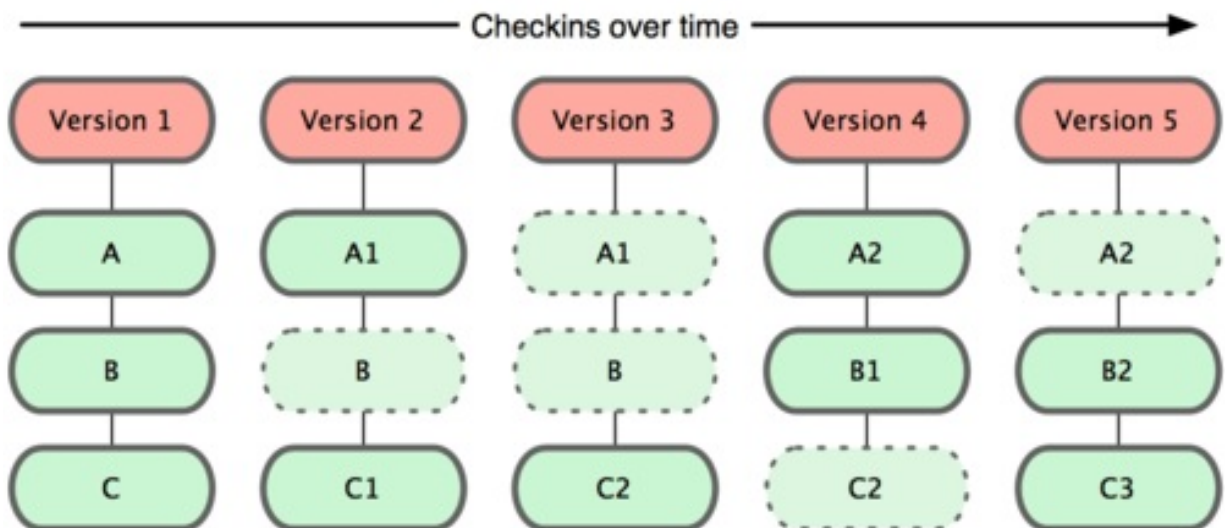 Checkins over time
Version 1 Version 2 Version 3 Version 4 Version 5
A A1 A1 A2 A2
B B B B1 B2
C C1 C2 C2 C3